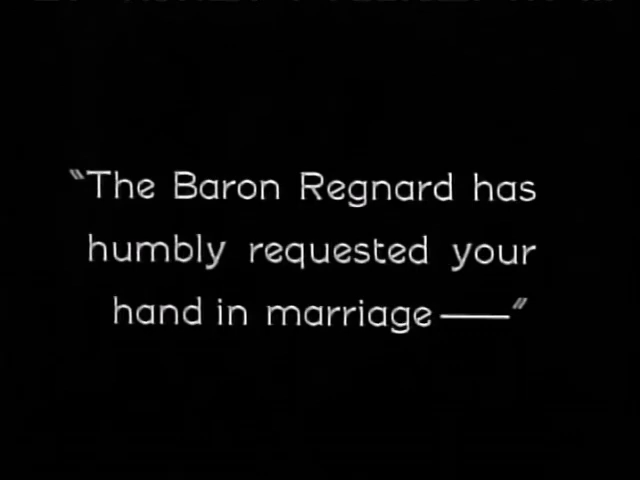 "The Baron Regnard has
humbly requested your
hand in marriage——"